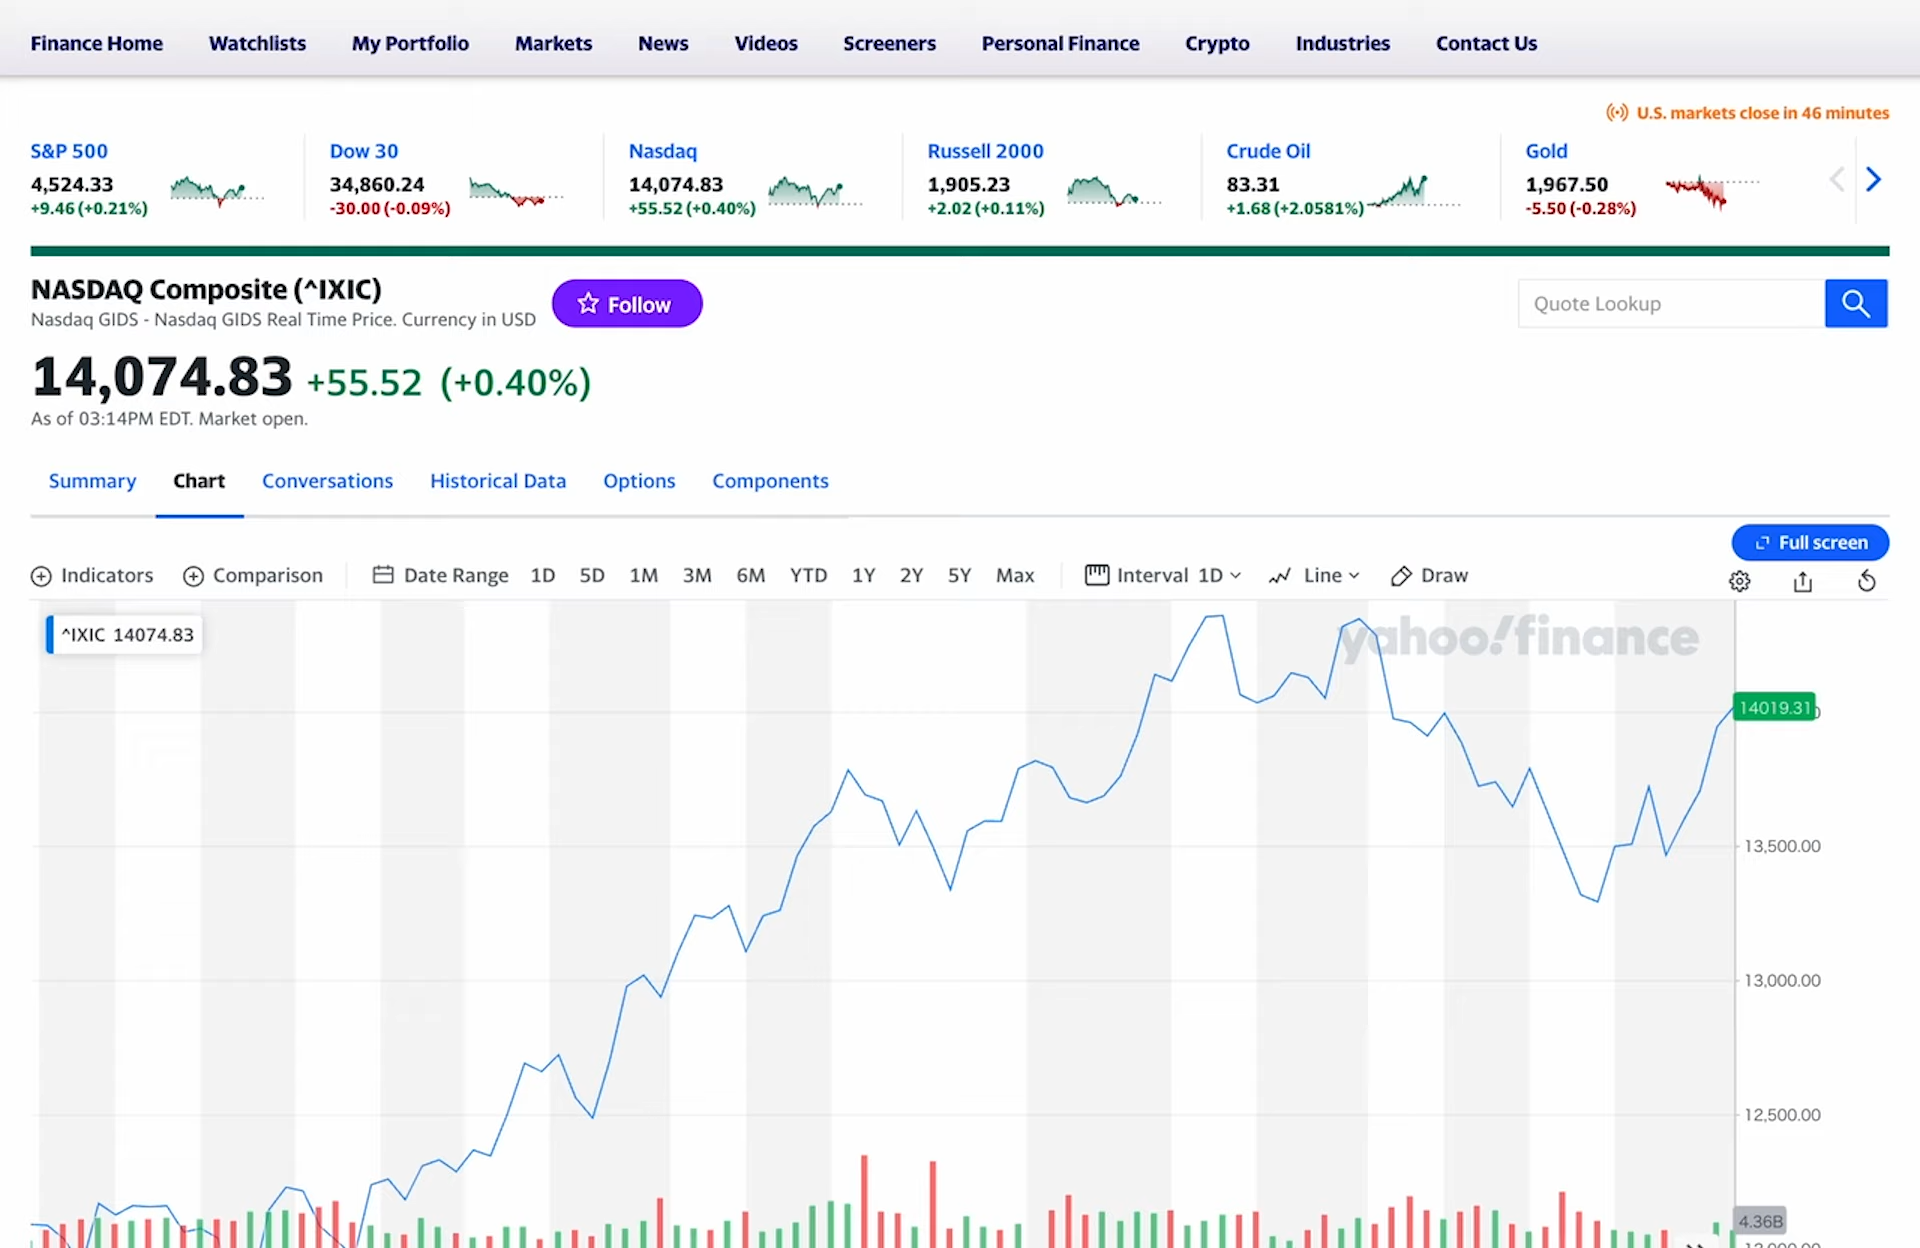 Finance Home Watchlists My Portfolio Markets News Videos Screeners Personal Finance Crypto Industries Contact Us
U.S. markets close in 46 minutes
S&P 500 Dow 30 Nasdaq Russell 2000 Crude Oil Gold
4,524.33 34,860.24 14,074.83 1,905.23 83.31 1,967.50
+9.46 (+0.21%) -30.00 (-0.09%) +55.52 (+0.40%) +2.02 (+0.11%) +1.68 (+2.0581%) -5.50 (-0.28%)
NASDAQ Composite (^IXIC)
Nasdaq GIDS - Nasdaq GIDS Real Time Price. Currency in USD
Follow
Quote Lookup
14,074.83 +55.52 (+0.40%)
As of 03:14PM EDT. Market open.
Summary Chart Conversations Historical Data Options Components
Full screen
Indicators Comparison Date Range 1D 5D 1M 3M 6M YTD 1Y 2Y 5Y Max Interval 1D Line Draw
^IXIC 14074.83
yahoo!finance
14019.31
13,500.00
13,000.00
12,500.00
4.36B